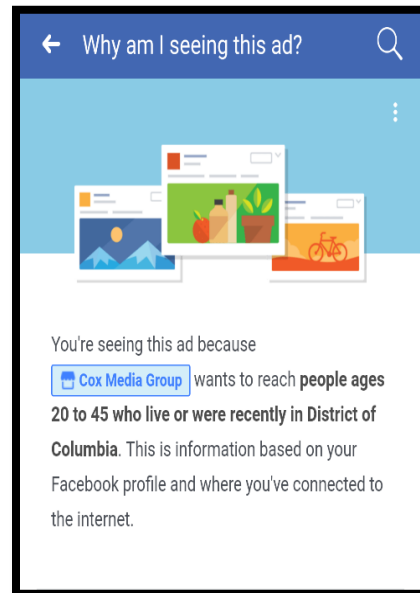 Why am I seeing this ad?
You're seeing this ad because
Cox Media Group wants to reach people ages
20 to 45 who live or were recently in District of
Columbia. This is information based on your
Facebook profile and where you've connected to
the internet.